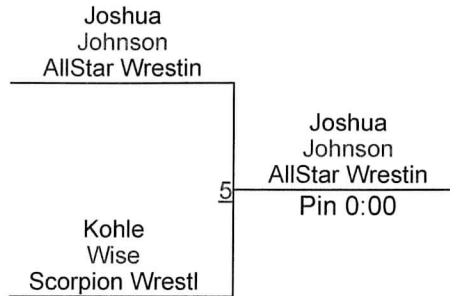 Joshua
Johnson
AllStar Wrestin
Joshua
Johnson
AllStar Wrestin
5
Pin 0:00
Kohle
Wise
Scorpion Wrestl